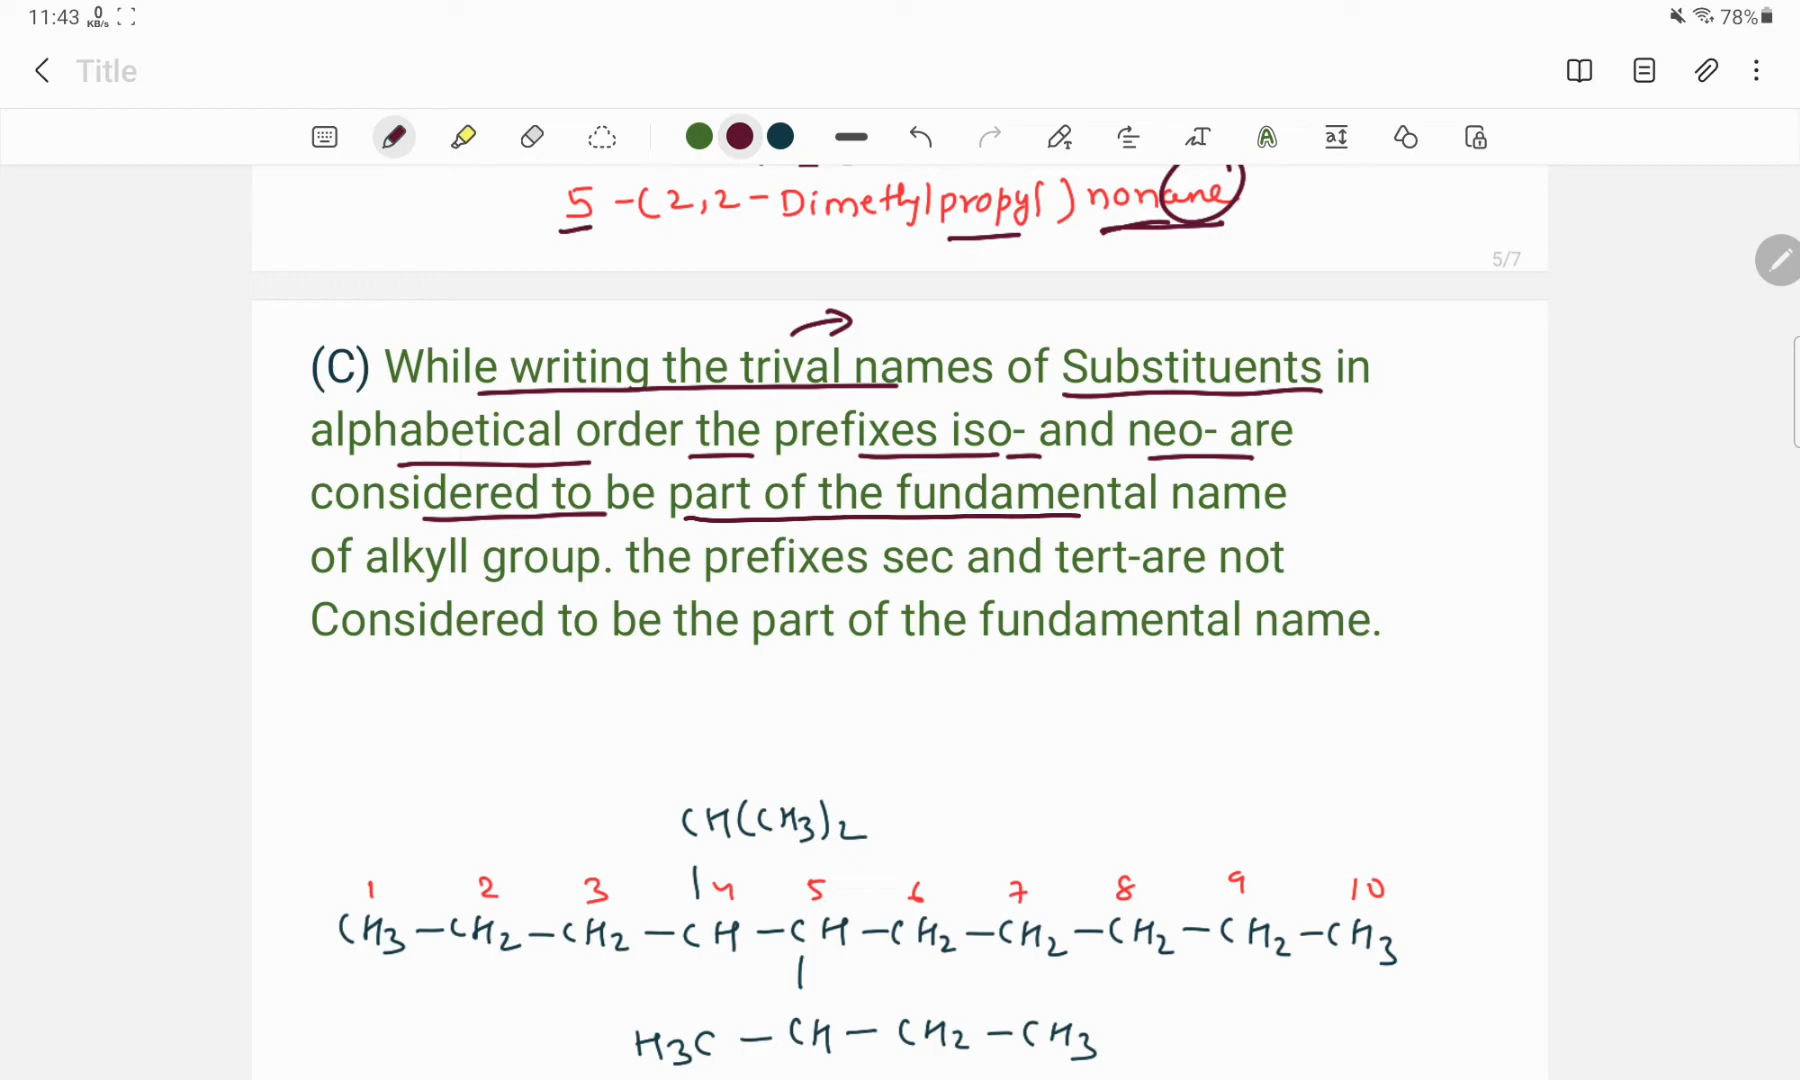 11:43 0 KB/s 78%
Title
5-(2,2-Dimethylpropyl) nonane
5/7
(C) While writing the trival names of Substituents in
alphabetical order the prefixes iso- and neo- are
considered to be part of the fundamental name
of alkyll group. the prefixes sec and tert-are not
Considered to be the part of the fundamental name.
CH(CH3)2
1 2 3 4 5 6 7 8 9 10
CH3-CH2-CH2-CH-CH-CH2-CH2-CH2-CH2-CH3
H3C-CH-CH2-CH3